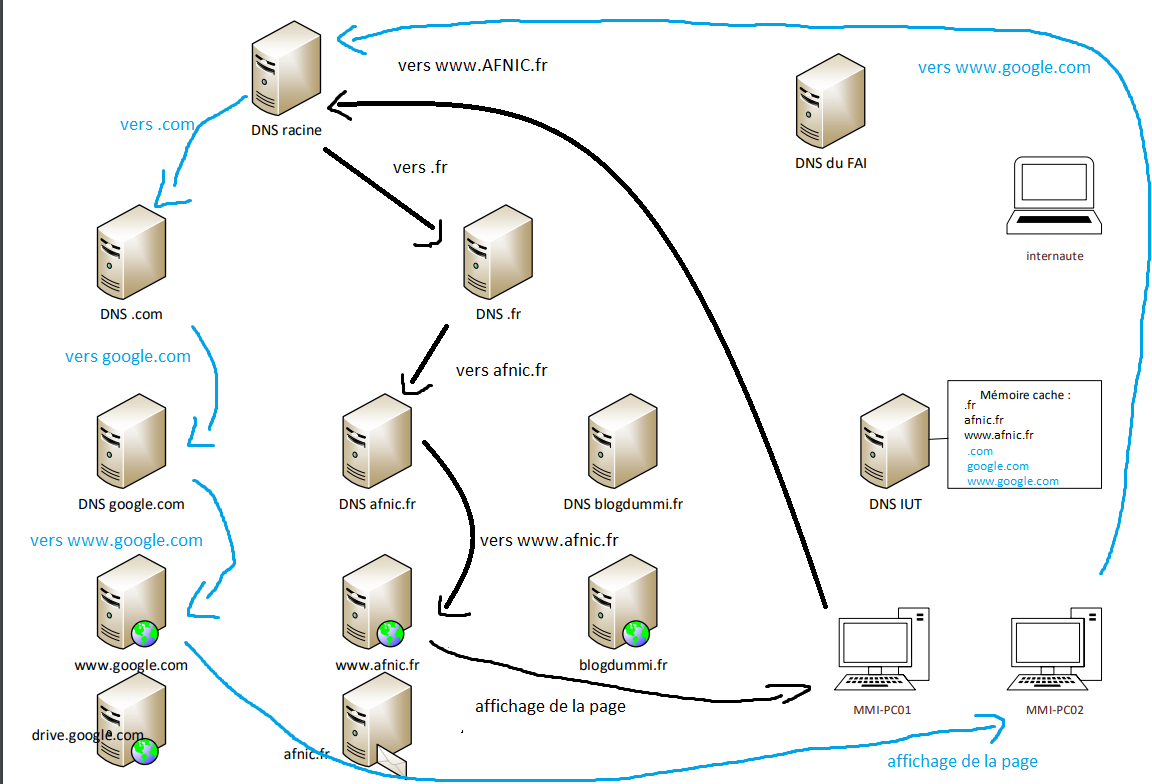 vers www.AFNIC.fr
vers www.google.com
vers .com
DNS racine
DNS du FAI
vers .fr
internaute
DNS .com
DNS .fr
vers google.com
vers afnic.fr
Mémoire cache :
.fr
afnic.fr
www.afnic.fr
.com
google.com
www.google.com
DNS google.com
DNS afnic.fr
DNS blogdummi.fr
DNS IUT
vers www.google.com
vers www.afnic.fr
www.google.com
www.afnic.fr
blogdummi.fr
affichage de la page
MMI-PC01
MMI-PC02
drive.google.com
afnic.fr
affichage de la page